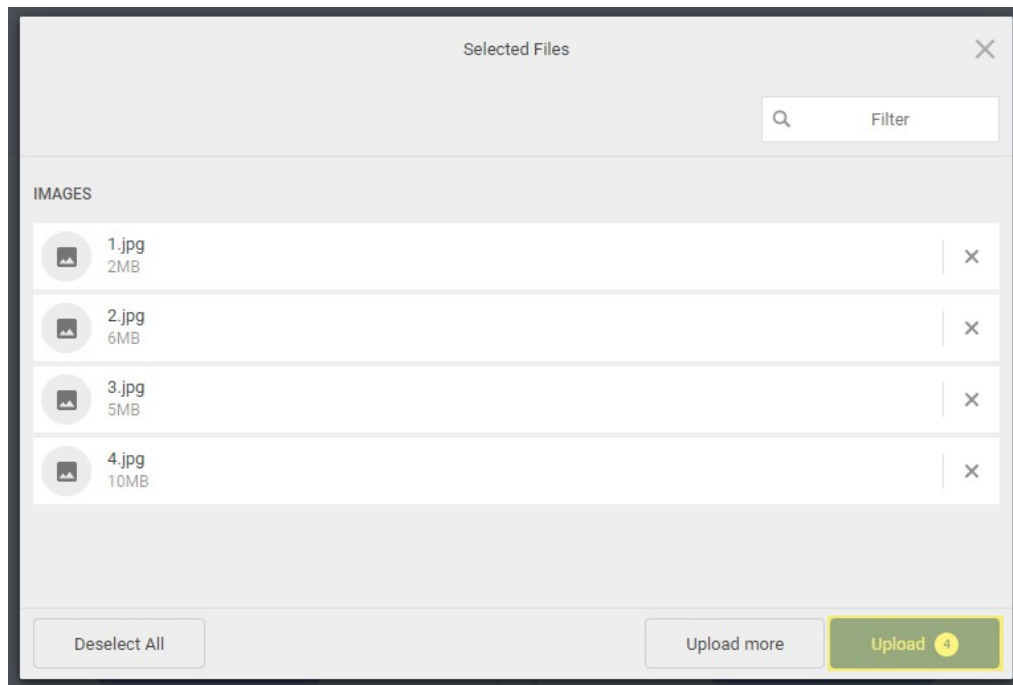 Selected Files
Filter
IMAGES
1.jpg
2MB
2.jpg
6MB
3.jpg
5MB
4.jpg
10MB
Deselect All
Upload more
Upload 4